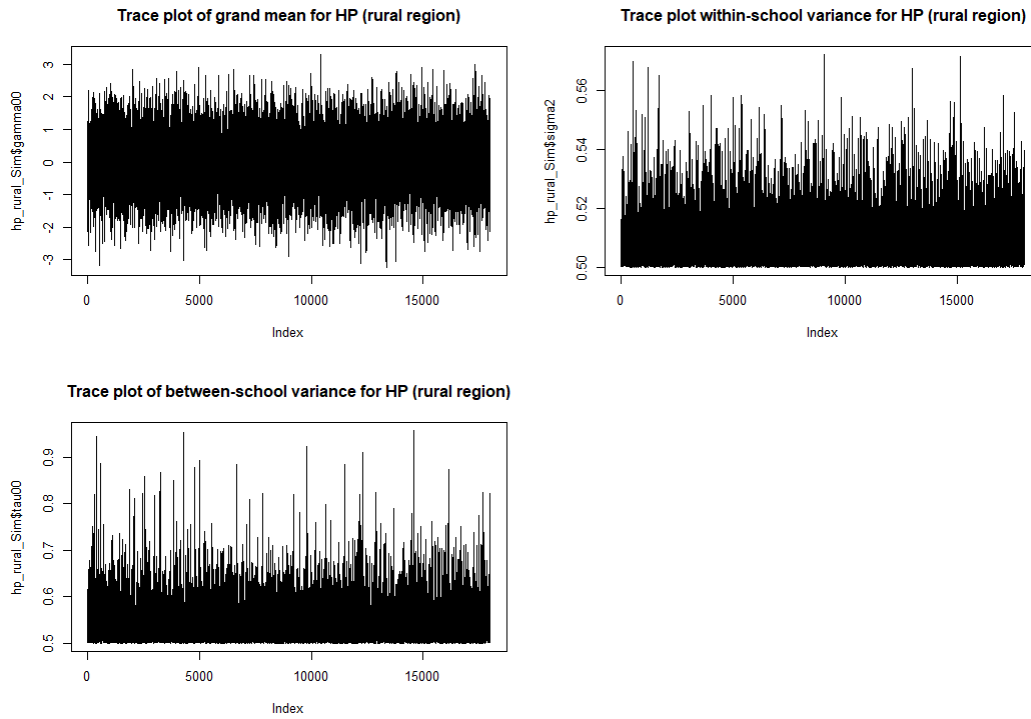 Trace plot of grand mean for HP (rural region)
hp_rural_Sim$gamma00
3
2
1
0
-1
-2
-3
0 5000 10000 15000
Index
Trace plot within-school variance for HP (rural region)
hp_rural_Sim$sigma2
0.56
0.54
0.52
0.50
0 5000 10000 15000
Index
Trace plot of between-school variance for HP (rural region)
hp_rural_Sim$tau00
0.9
0.8
0.7
0.6
0.5
0 5000 10000 15000
Index